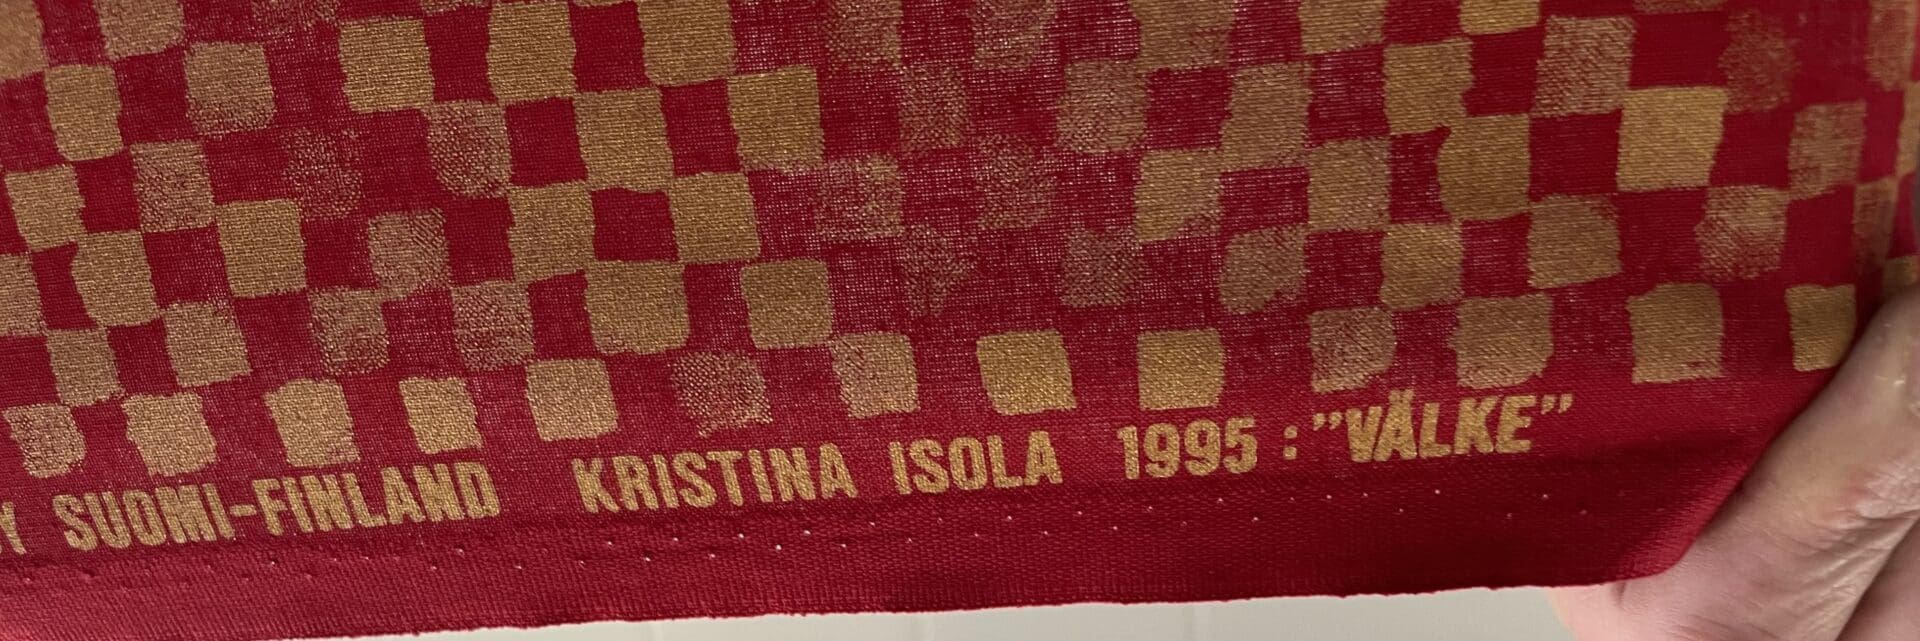 Y SUOMI-FINLAND KRISTINA ISOLA 1995 : "VÄLKE"